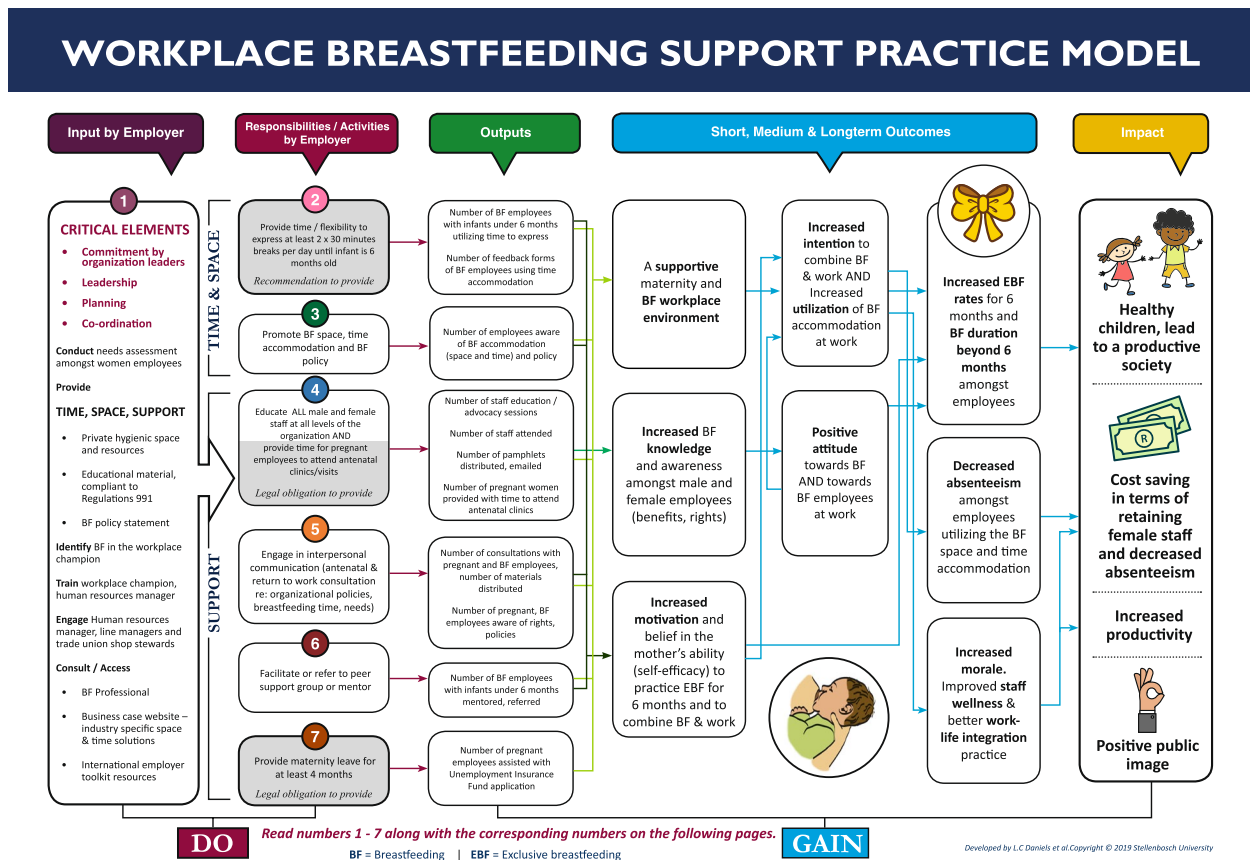 WORKPLACE BREASTFEEDING SUPPORT PRACTICE MODEL
Input by Employer
Responsibilities / Activities
by Employer
Outputs
Short, Medium & Longterm Outcomes
Impact
1
CRITICAL ELEMENTS
• Commitment by
organization leaders
• Leadership
• Planning
• Co-ordination
Conduct needs assessment
amongst women employees
Provide
TIME, SPACE, SUPPORT
• Private hygienic space
and resources
• Educational material,
compliant to
Regulations 991
• BF policy statement
Identify BF in the workplace
champion
Train workplace champion,
human resources manager
Engage Human resources
manager, line managers and
trade union shop stewards
Consult / Access
• BF Professional
• Business case website –
industry specific space
& time solutions
• International employer
toolkit resources
TIME & SPACE
SUPPORT
2
Provide time / flexibility to
express at least 2 x 30 minutes
breaks per day until infant is 6
months old
Recommendation to provide
3
Promote BF space, time
accommodation and BF
policy
4
Educate ALL male and female
staff at all levels of the
organization AND
provide time for pregnant
employees to attend antenatal
clinics/visits
Legal obligation to provide
5
Engage in interpersonal
communication (antenatal &
return to work consultation
re: organizational policies,
breastfeeding time, needs)
6
Facilitate or refer to peer
support group or mentor
7
Provide maternity leave for
at least 4 months
Legal obligation to provide
Number of BF employees
with infants under 6 months
utilizing time to express
Number of feedback forms
of BF employees using time
accommodation
Number of employees aware
of BF accommodation
(space and time) and policy
Number of staff education /
advocacy sessions
Number of staff attended
Number of pamphlets
distributed, emailed
Number of pregnant women
provided with time to attend
antenatal clinics
Number of consultations with
pregnant and BF employees,
number of materials
distributed
Number of pregnant, BF
employees aware of rights,
policies
Number of BF employees
with infants under 6 months
mentored, referred
Number of pregnant
employees assisted with
Unemployment Insurance
Fund application
A supportive
maternity and
BF workplace
environment
Increased BF
knowledge
and awareness
amongst male and
female employees
(benefits, rights)
Increased
motivation and
belief in the
mother's ability
(self-efficacy) to
practice EBF for
6 months and to
combine BF & work
Increased
intention to
combine BF
& work AND
Increased
utilization of BF
accommodation
at work
Positive
attitude
towards BF
AND towards
BF employees
at work
Increased EBF
rates for 6
months and
BF duration
beyond 6
months
amongst
employees
Decreased
absenteeism
amongst
employees
utilizing the BF
space and time
accommodation
Increased
morale.
Improved staff
wellness &
better work-
life integration
practice
Healthy
children, lead
to a productive
society
R
Cost saving
in terms of
retaining
female staff
and decreased
absenteeism
Increased
productivity
Positive public
image
DO
Read numbers 1 - 7 along with the corresponding numbers on the following pages.
GAIN
BF = Breastfeeding | EBF = Exclusive breastfeeding
Developed by L.C Daniels et al.Copyright © 2019 Stellenbosch University